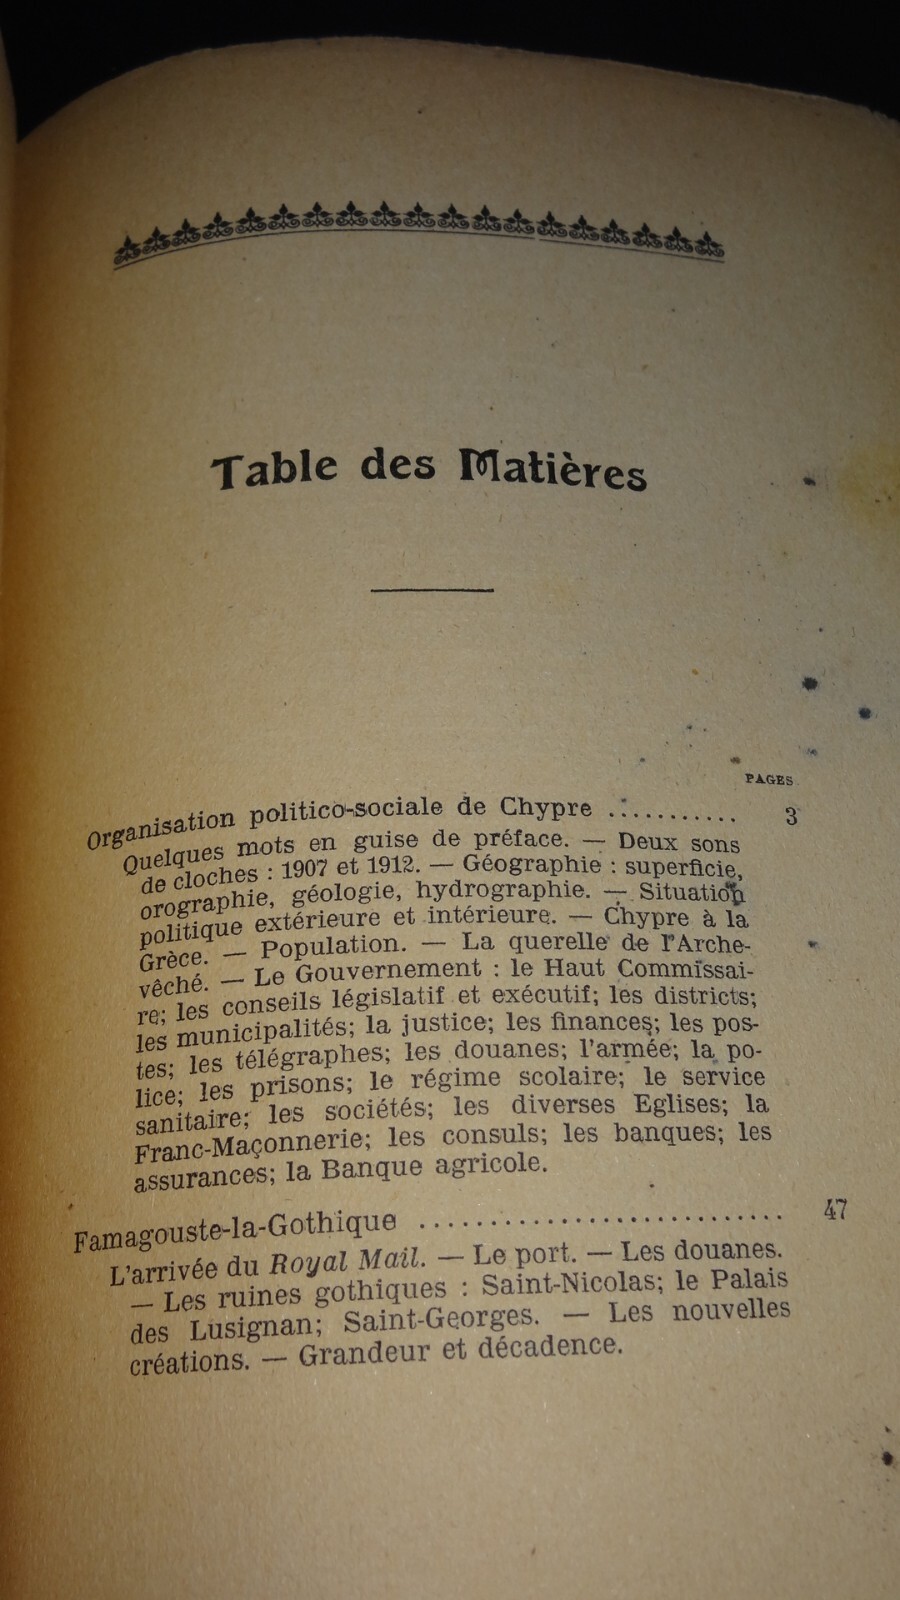 Table des Matières
PAGES
Organisation politico-sociale de Chypre ........... 3
Quelques mots en guise de préface. — Deux sons
de cloches : 1907 et 1912. — Géographie : superficie,
orographie, géologie, hydrographie. — Situation
politique extérieure et intérieure. — Chypre à la
Grèce. — Population. — La querelle de l'Arche-
vêché. — Le Gouvernement : le Haut Commissai-
re; les conseils législatif et exécutif; les districts;
les municipalités; la justice; les finances; les pos-
tes; les télégraphes; les douanes; l'armée; la po-
lice; les prisons; le régime scolaire; le service
sanitaire; les sociétés; les diverses Eglises; la
Franc-Maçonnerie; les consuls; les banques; les
assurances; la Banque agricole.
Famagouste-la-Gothique ........................... 47
L'arrivée du Royal Mail. — Le port. — Les douanes.
— Les ruines gothiques : Saint-Nicolas; le Palais
des Lusignan; Saint-Georges. — Les nouvelles
créations. — Grandeur et décadence.